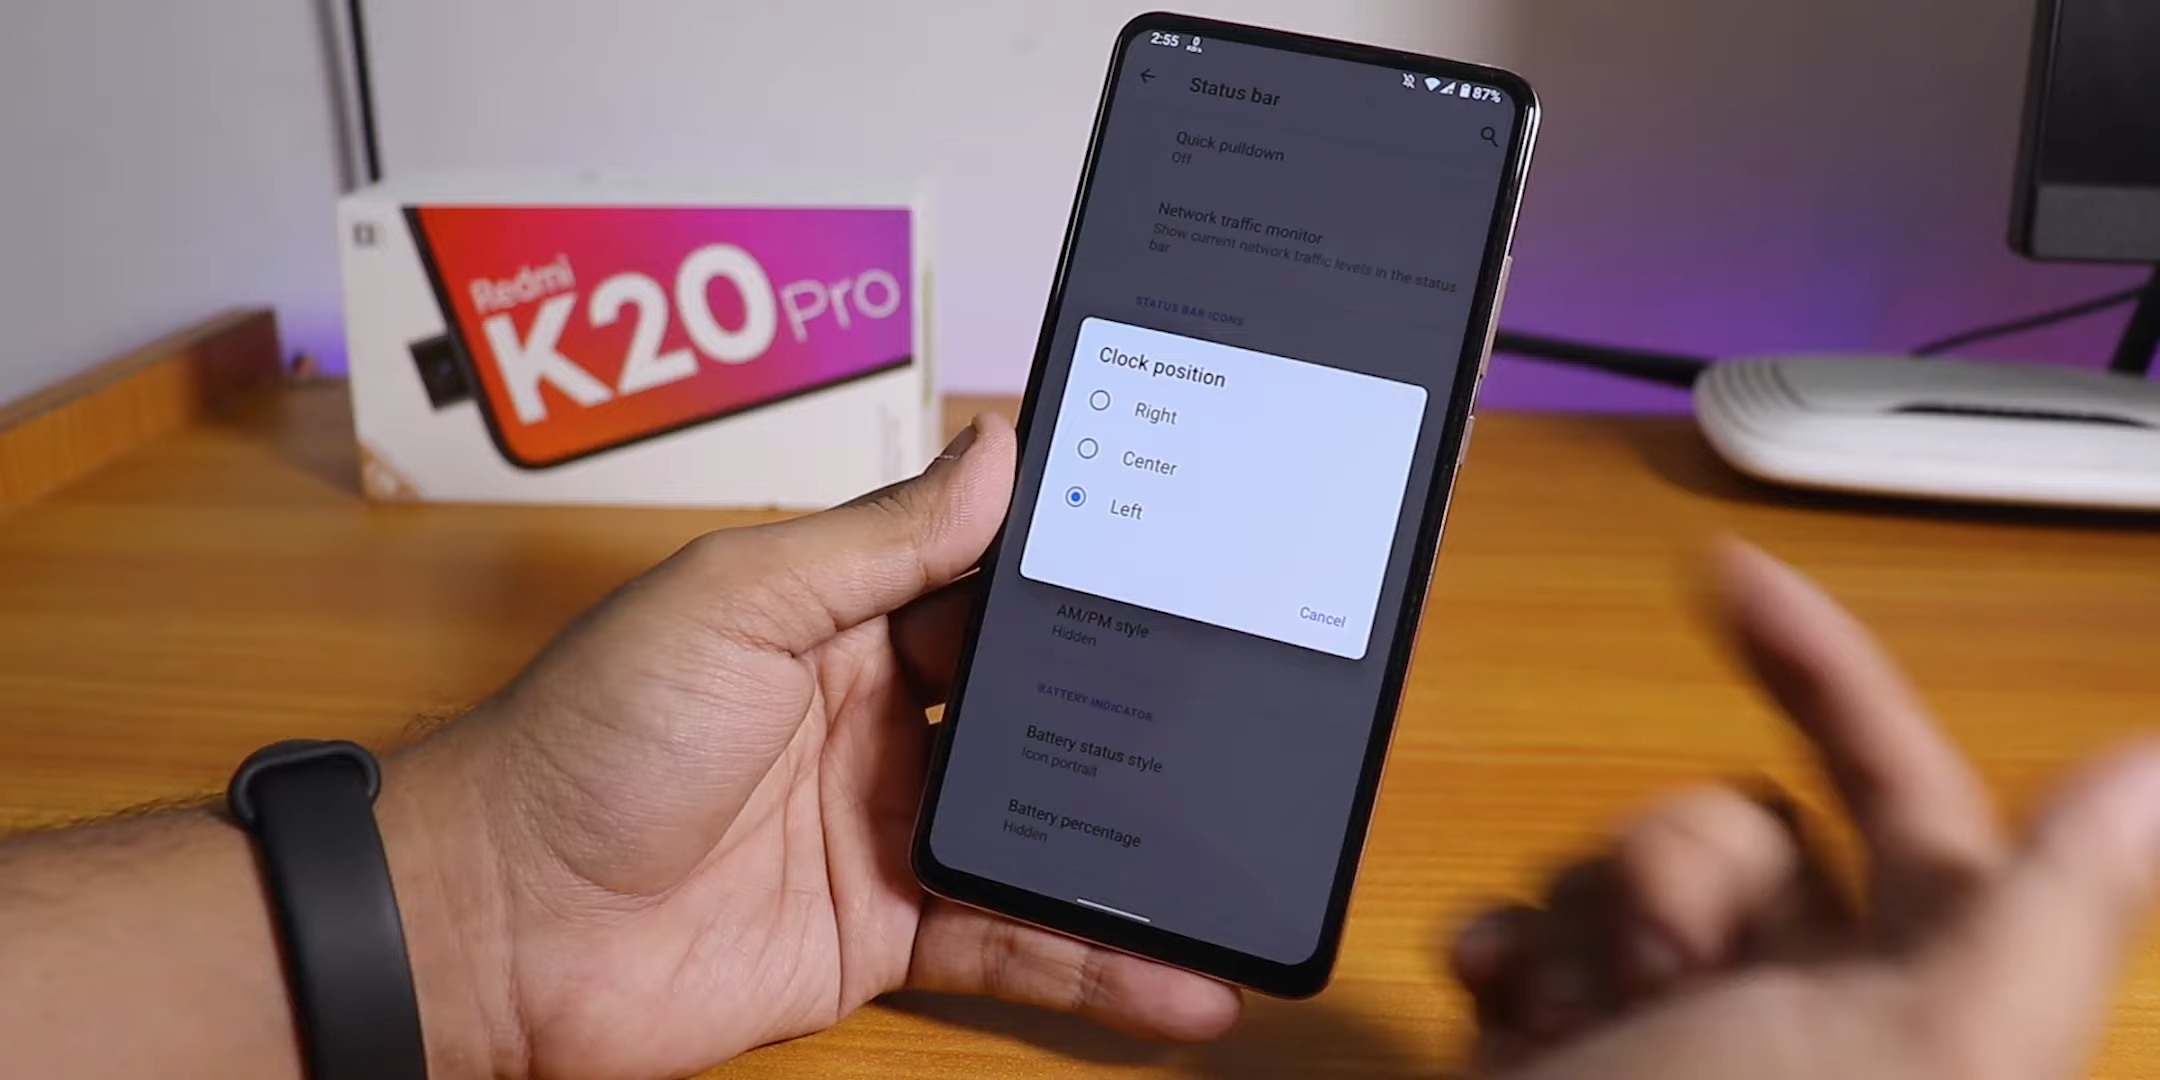 2:55 0
KB/s
87%
Status bar
Quick pulldown
Off
Network traffic monitor
Show current network traffic levels in the status
bar
STATUS BAR ICONS
Clock position
Right
Center
Left
Cancel
AM/PM style
Hidden
BATTERY INDICATOR
Battery status style
Icon portrait
Battery percentage
Hidden
Redmi
K20 Pro